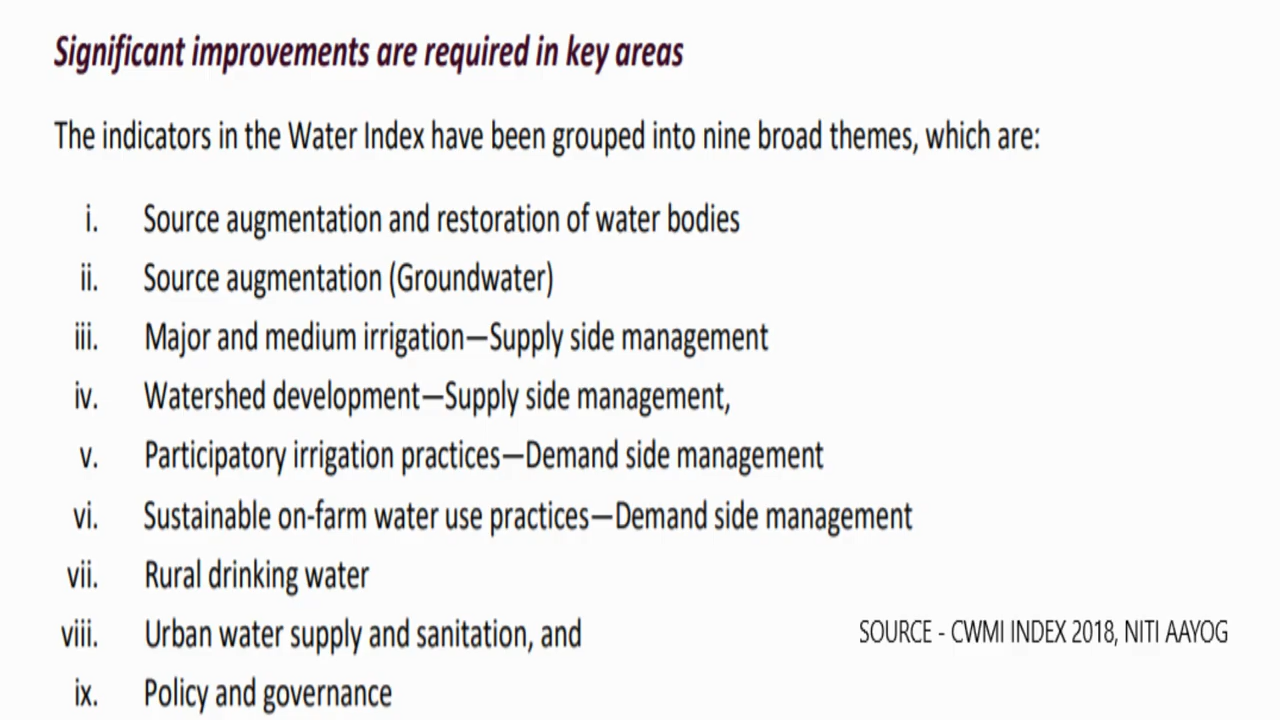 Significant improvements are required in key areas
The indicators in the Water Index have been grouped into nine broad themes, which are:
i. Source augmentation and restoration of water bodies
ii. Source augmentation (Groundwater)
iii. Major and medium irrigation—Supply side management
iv. Watershed development—Supply side management,
v. Participatory irrigation practices—Demand side management
vi. Sustainable on-farm water use practices—Demand side management
vii. Rural drinking water
viii. Urban water supply and sanitation, and
SOURCE - CWMI INDEX 2018, NITI AAYOG
ix. Policy and governance